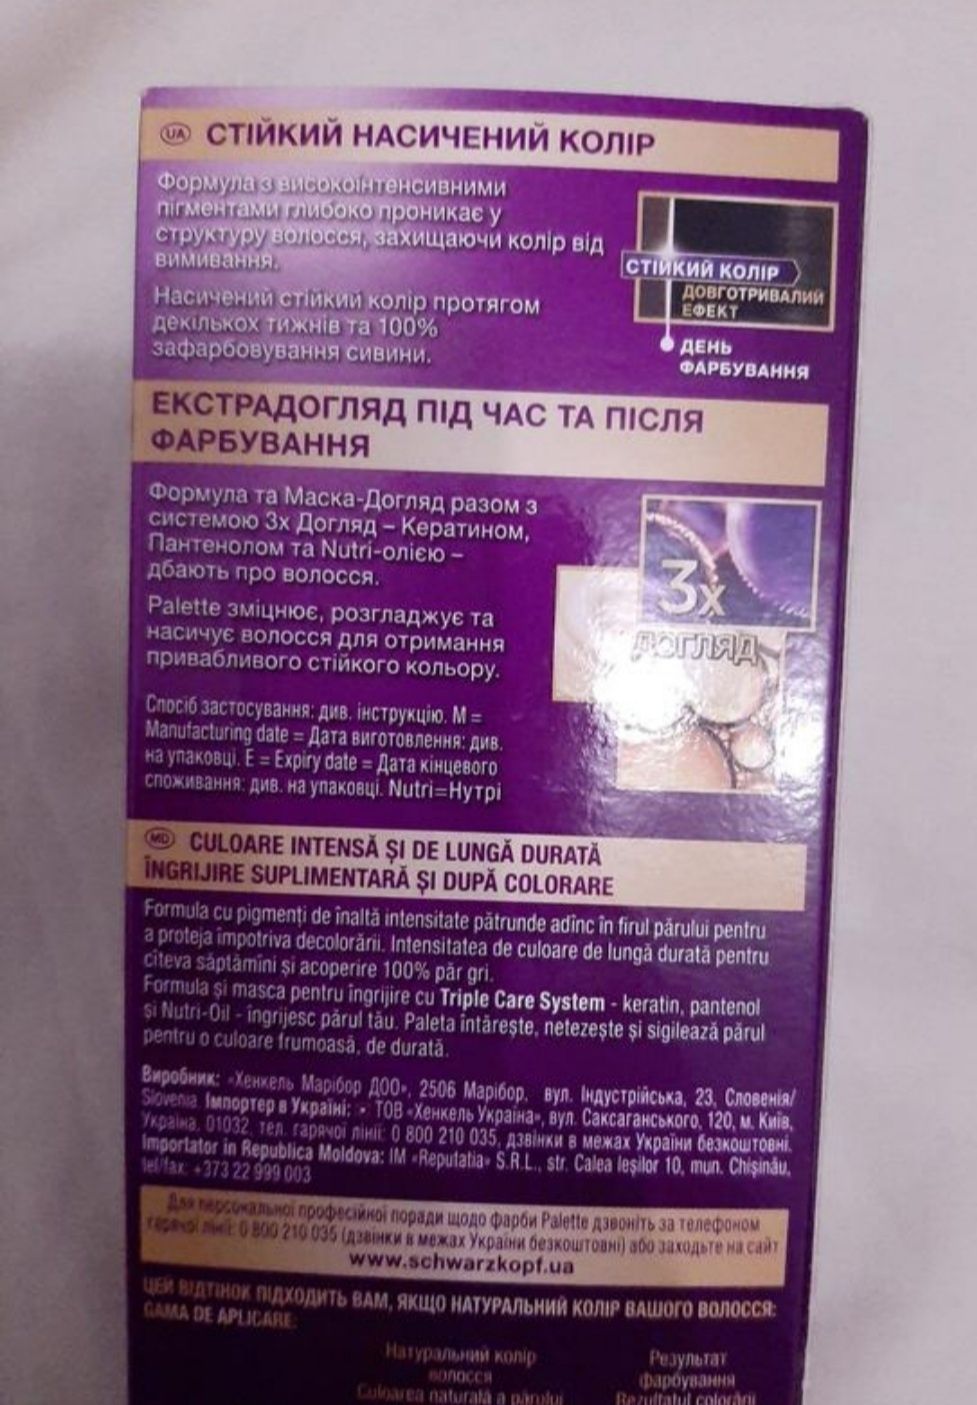 UA СТІЙКИЙ НАСИЧЕНИЙ КОЛІР
Формула з високоінтенсивними
пігментами глибоко проникає у
структуру волосся, захищаючи колір від
вимивання.
Насичений стійкий колір протягом
декількох тижнів та 100%
зафарбовування сивини.
СТІЙКИЙ КОЛІР
ДОВГОТРИВАЛИЙ
ЕФЕКТ
ДЕНЬ
ФАРБУВАННЯ
ЕКСТРАДОГЛЯД ПІД ЧАС ТА ПІСЛЯ
ФАРБУВАННЯ
Формула та Маска-Догляд разом з
системою 3х Догляд – Кератином,
Пантенолом та Nutri-олією –
дбають про волосся.
Palette зміцнює, розгладжує та
насичує волосся для отримання
привабливого стійкого кольору.
3x
ДОГЛЯД
Спосіб застосування: див. інструкцію. M =
Manufacturing date = Дата виготовлення: див.
на упаковці. E = Expiry date = Дата кінцевого
споживання: див. на упаковці. Nutri=Нутрі
MD CULOARE INTENSĂ ȘI DE LUNGĂ DURATĂ
ÎNGRIJIRE SUPLIMENTARĂ ȘI DUPĂ COLORARE
Formula cu pigmenți de înaltă intensitate pătrunde adînc în firul părului pentru
a proteja împotriva decolorării. Intensitatea de culoare de lungă durată pentru
cîteva săptămîni și acoperire 100% păr gri.
Formula și masca pentru îngrijire cu Triple Care System - keratin, pantenol
și Nutri-Oil - îngrijesc părul tău. Paleta întărește, netezește și sigilează părul
pentru o culoare frumoasă, de durată.
Виробник: «Хенкель Марібор ДОО», 2506 Марібор, вул. Індустрійська, 23, Словенія/
Slovenia. Імпортер в Україні: • ТОВ «Хенкель Україна», вул. Саксаганського, 120, м. Київ,
Україна, 01032, тел. гарячої лінії: 0 800 210 035, дзвінки в межах України безкоштовні.
Importator în Republica Moldova: IM «Reputatia» S.R.L., str. Calea Ieșilor 10, mun. Chișinău,
tel/fax: +373 22 999 003
Для персональної професійної поради щодо фарби Palette дзвоніть за телефоном
гарячої лінії: 0 800 210 035 (дзвінки в межах України безкоштовні) або заходьте на сайт
www.schwarzkopf.ua
ЦЕЙ ВІДТІНОК ПІДХОДИТЬ ВАМ, ЯКЩО НАТУРАЛЬНИЙ КОЛІР ВАШОГО ВОЛОССЯ:
GAMA DE APLICARE:
Натуральний колір
волосся
Culoarea naturală a părului
Результат
фарбування
Rezultatul colorării